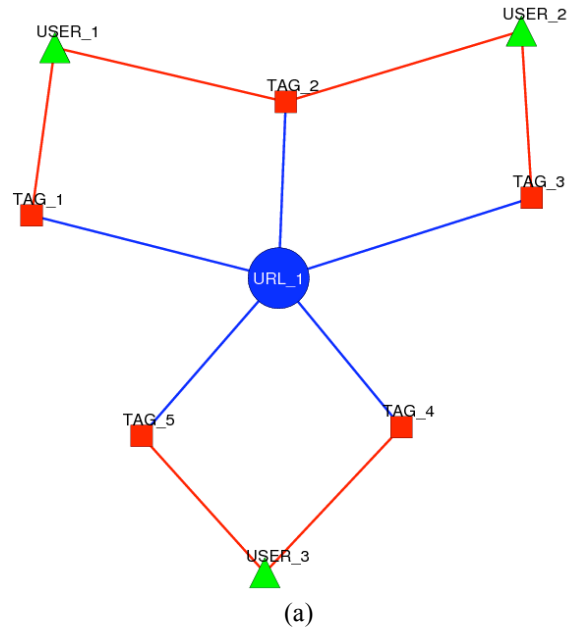 USER_2
USER_1
TAG_2
TAG_3
TAG_1
URL_1
TAG_4
TAG_5
USER_3
(a)